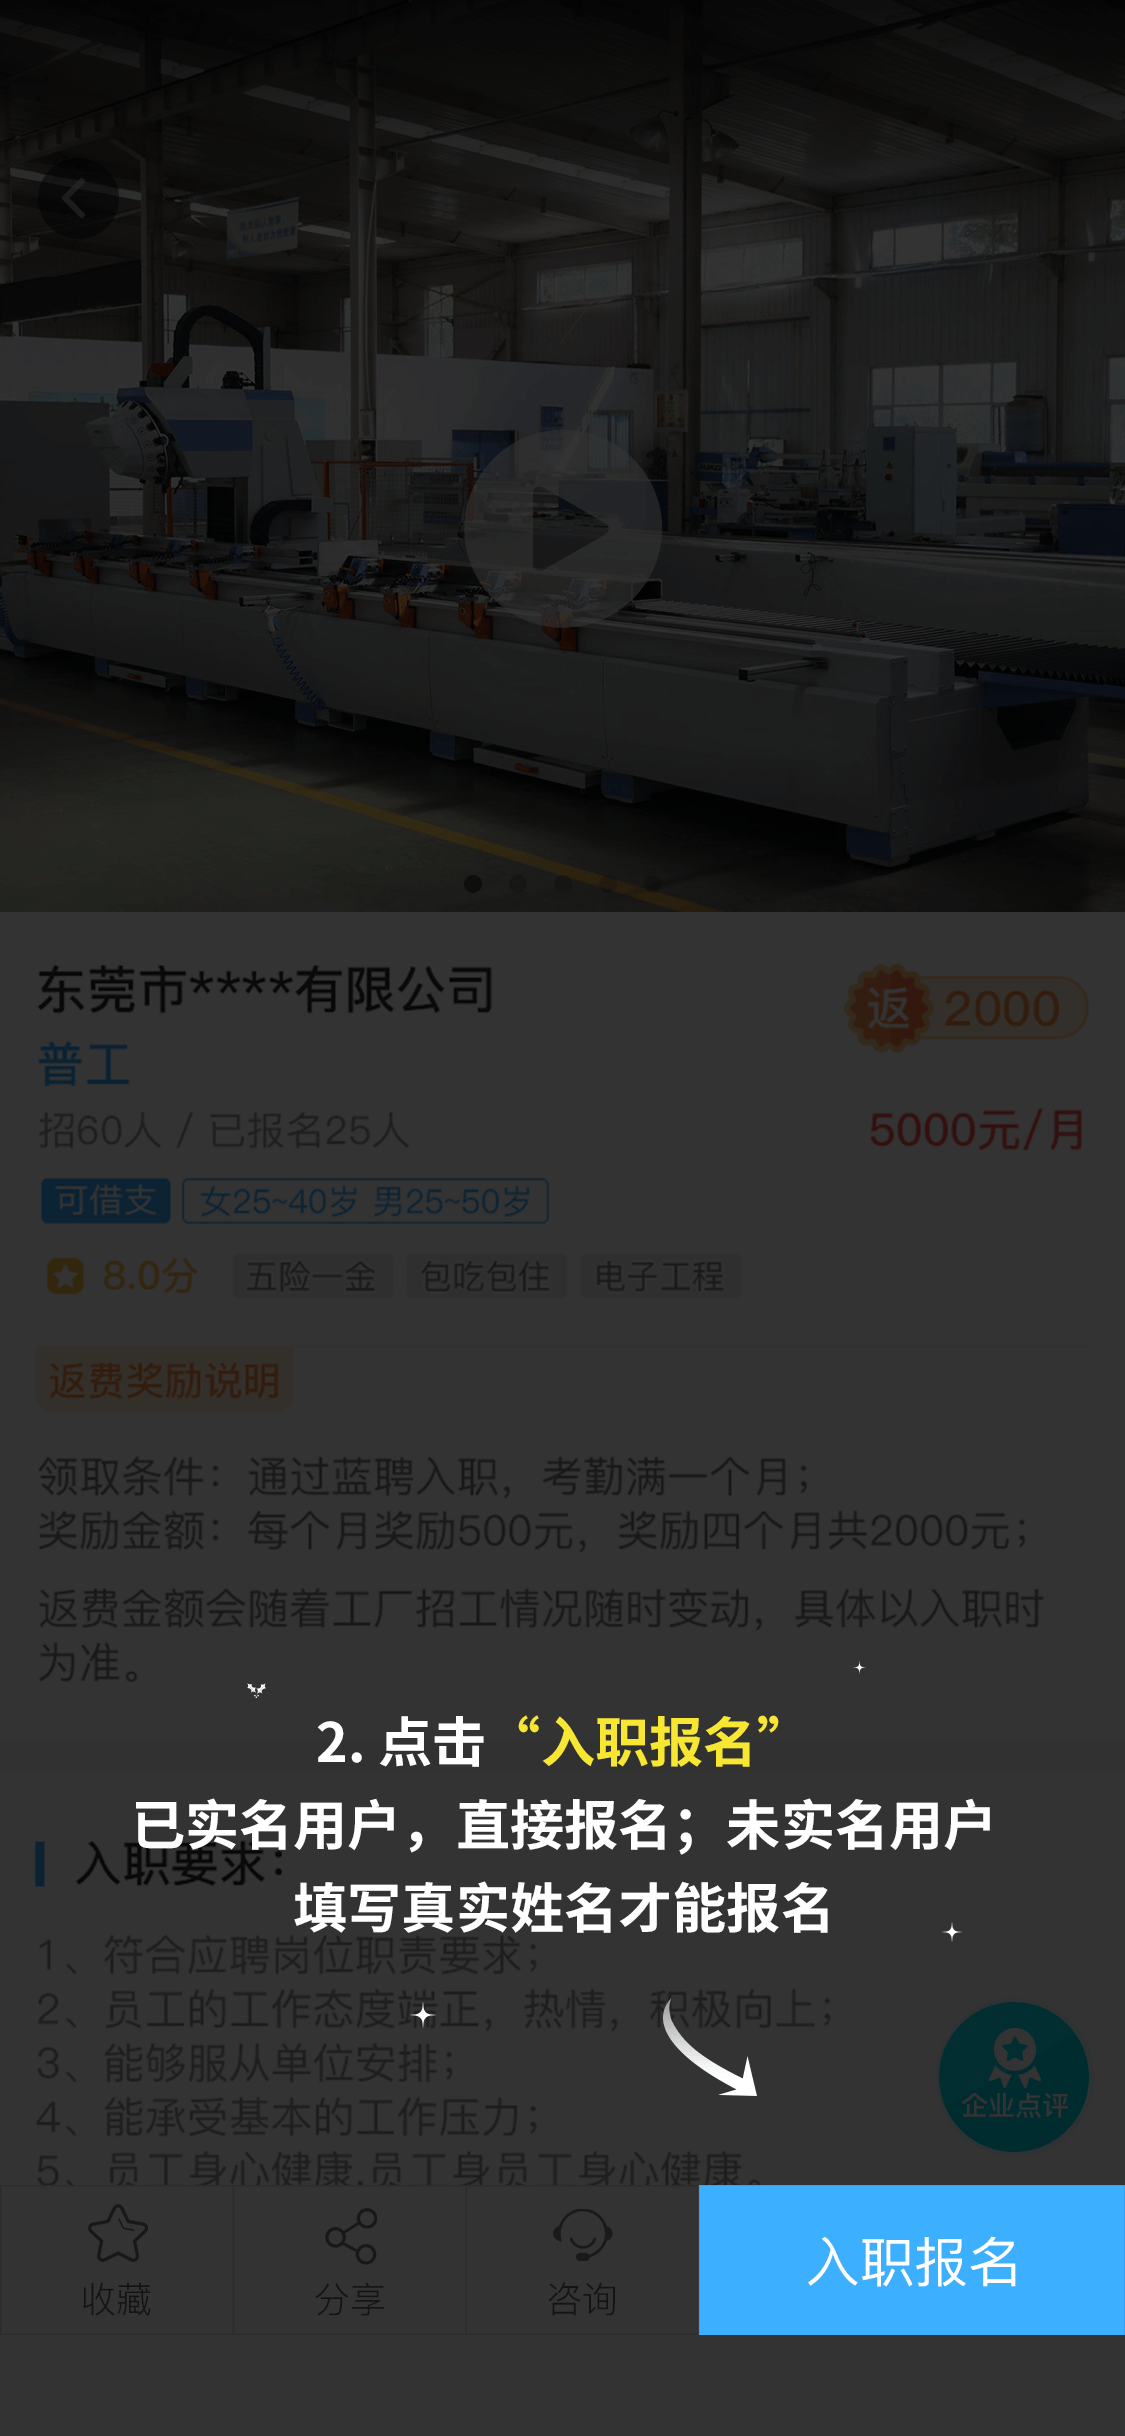 东莞市****有限公司
返 2000
普工
招60人 / 已报名25人
5000元/月
可借支 女25~40岁 男25~50岁
8.0分 五险一金 包吃包住 电子工程
返费奖励说明
领取条件：通过蓝聘入职，考勤满一个月；
奖励金额：每个月奖励500元，奖励四个月共2000元；
返费金额会随着工厂招工情况随时变动，具体以入职时
为准。
2. 点击“入职报名”
已实名用户，直接报名；未实名用户
入职要求：
填写真实姓名才能报名
1、符合应聘岗位职责要求；
2、员工的工作态度端正，热情，积极向上；
3、能够服从单位安排；
企业点评
4、能承受基本的工作压力；
5、员工身心健康,员工身员工身心健康。
收藏 分享 咨询 入职报名